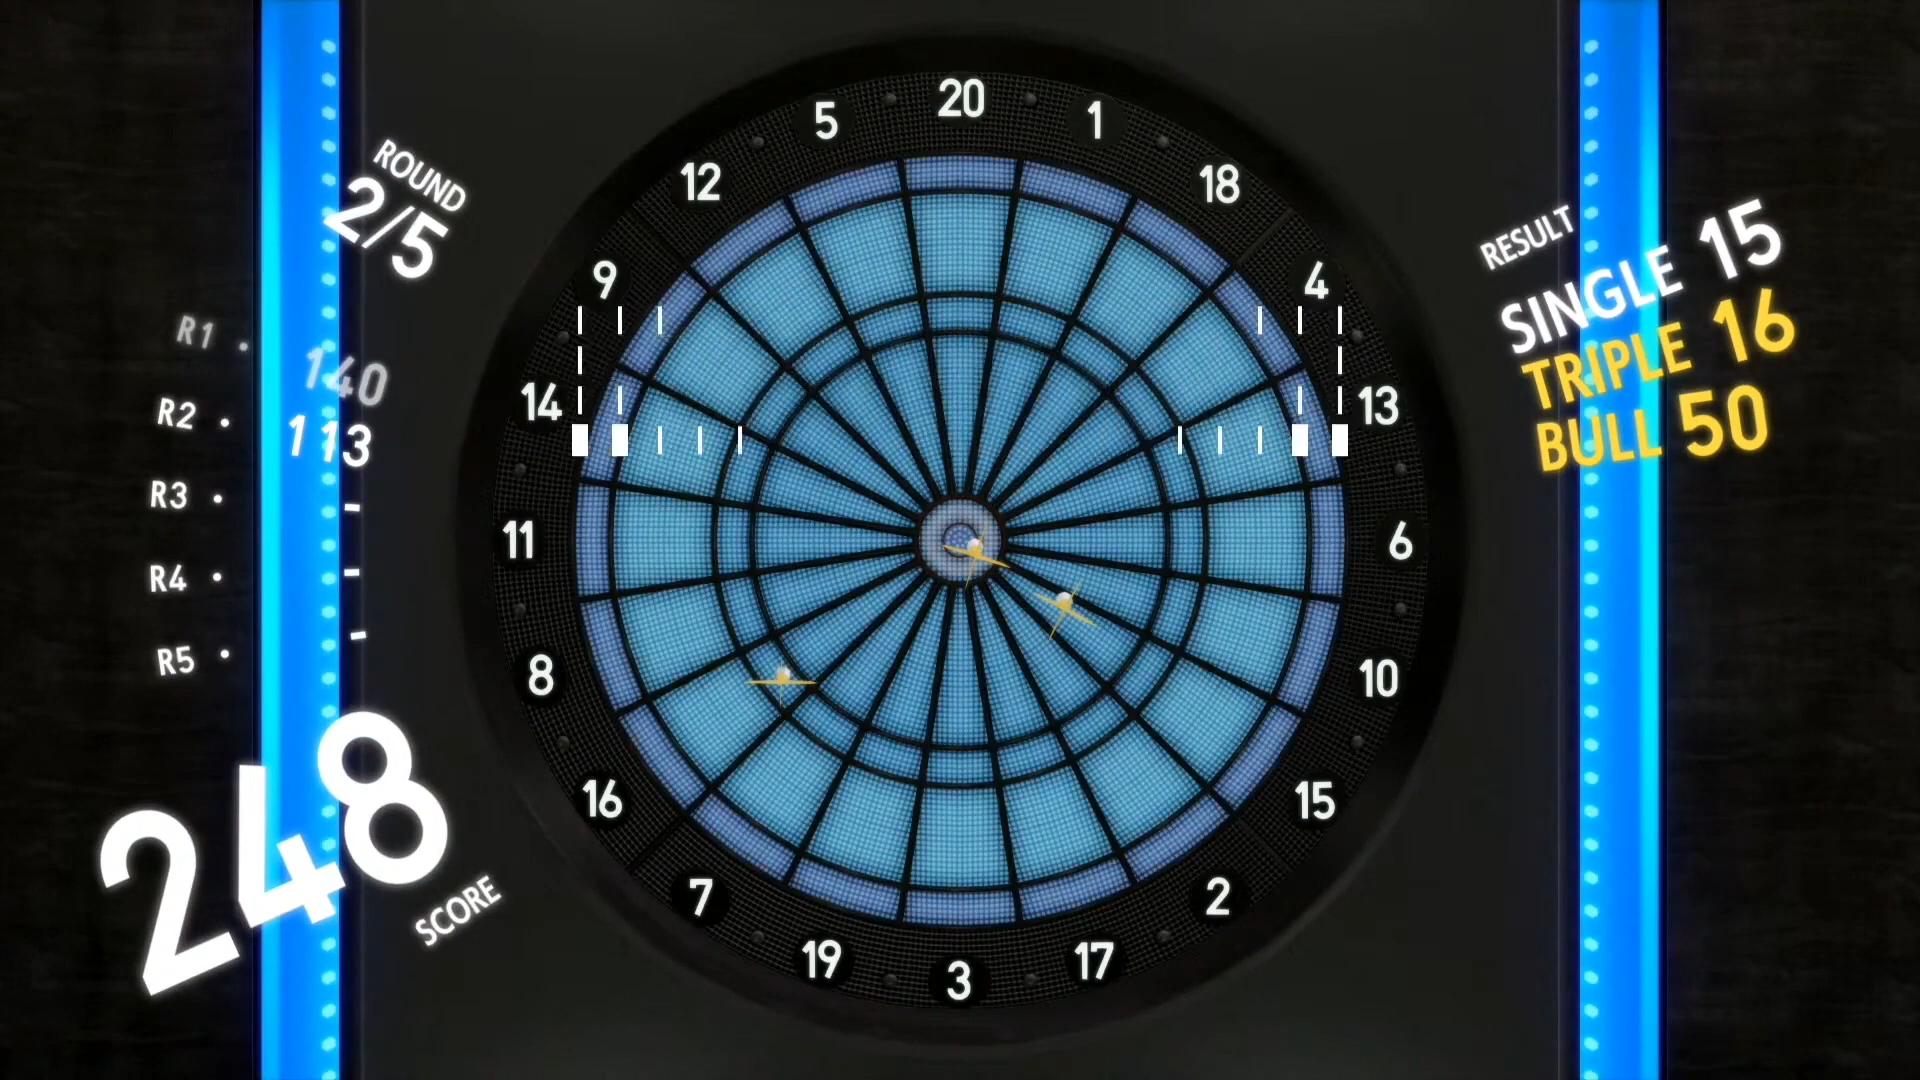 ROUND
2/5
R1 · 140
R2 · 113
R3 · -
R4 · -
R5 · -
248
SCORE
20
1
18
4
13
6
10
15
2
17
3
19
7
16
8
11
14
9
12
5
RESULT
SINGLE 15
TRIPLE 16
BULL 50